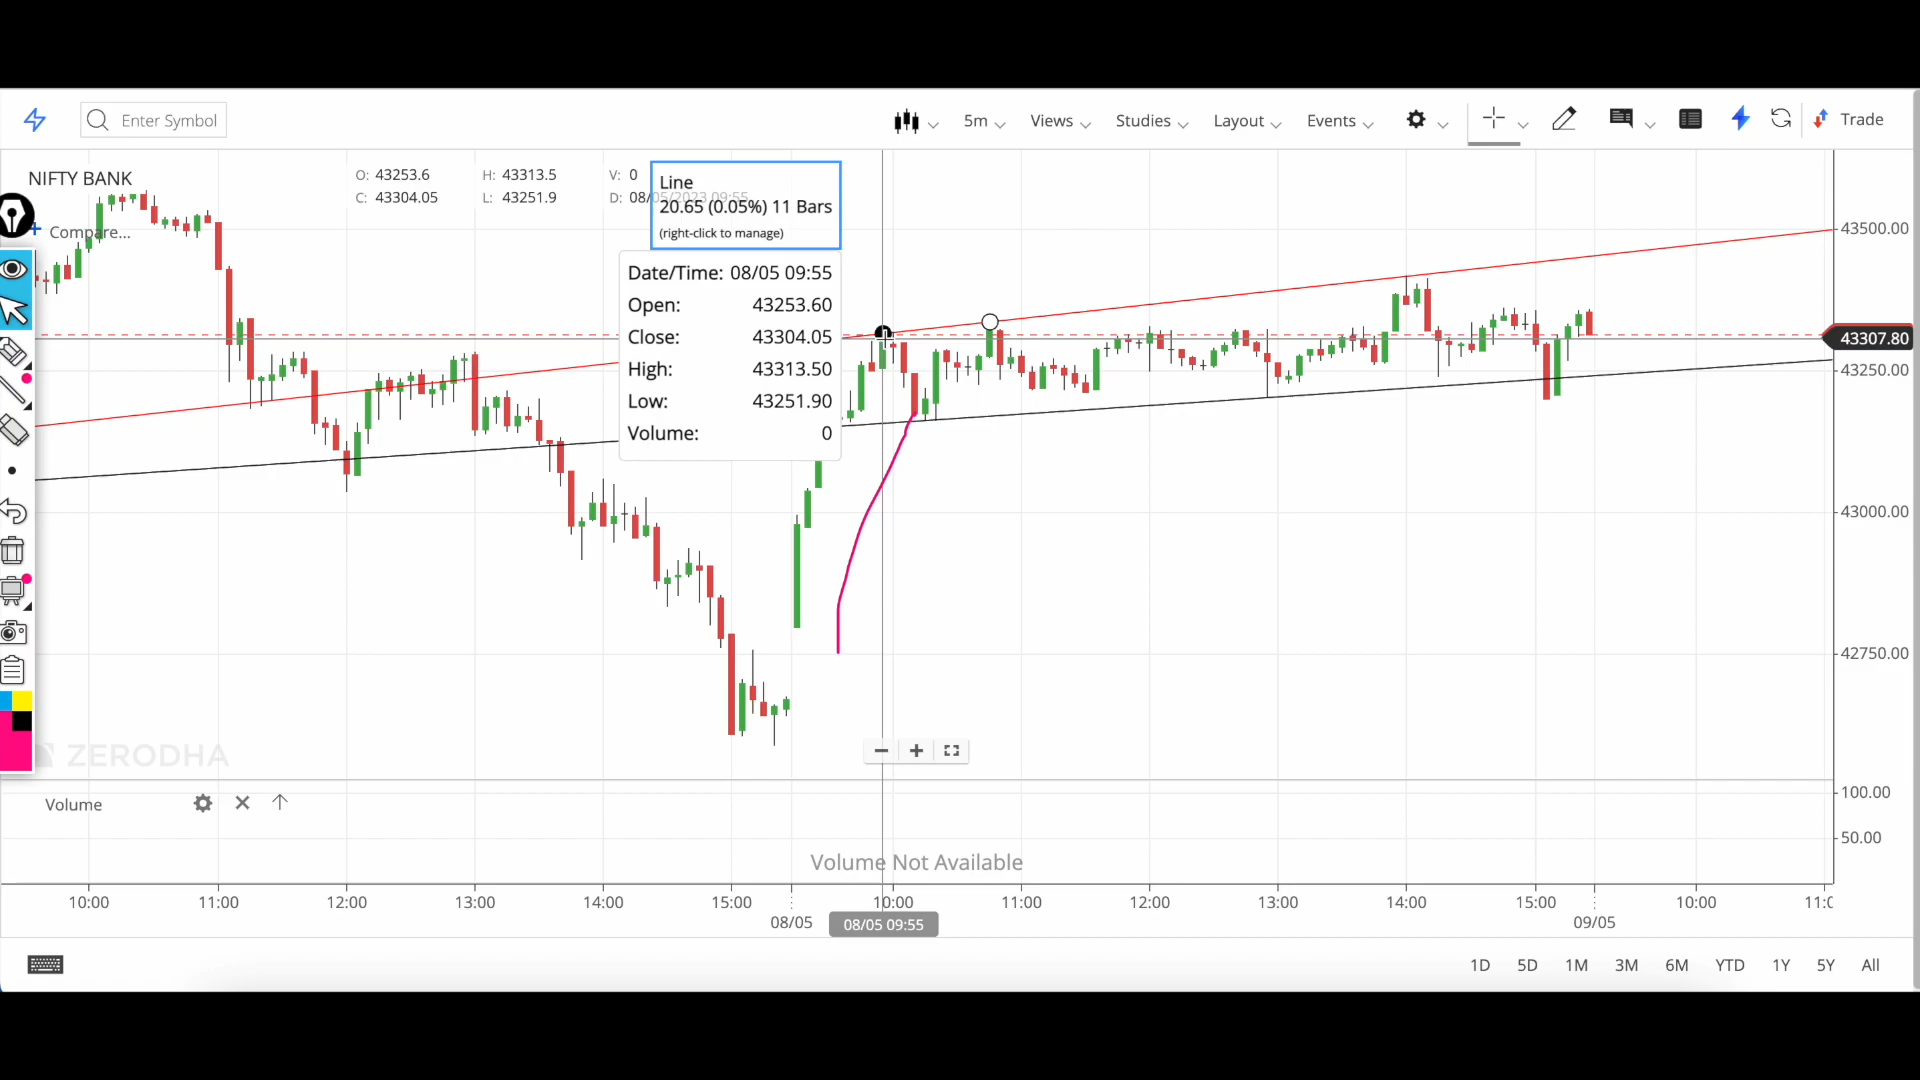 Enter Symbol
5m
Views
Studies
Layout
Events
Trade
NIFTY BANK
O: 43253.6 H: 43313.5 V: 0
C: 43304.05 L: 43251.9 D: 08/05/2023 09:55
Compare...
Line
20.65 (0.05%) 11 Bars
(right-click to manage)
Date/Time: 08/05 09:55
Open: 43253.60
Close: 43304.05
High: 43313.50
Low: 43251.90
Volume: 0
43500.00
43307.80
43250.00
43000.00
42750.00
ZERODHA
Volume
100.00
50.00
Volume Not Available
10:00 11:00 12:00 13:00 14:00 15:00 10:00 11:00 12:00 13:00 14:00 15:00 10:00 11:0
08/05 08/05 09:55 09/05
1D 5D 1M 3M 6M YTD 1Y 5Y All